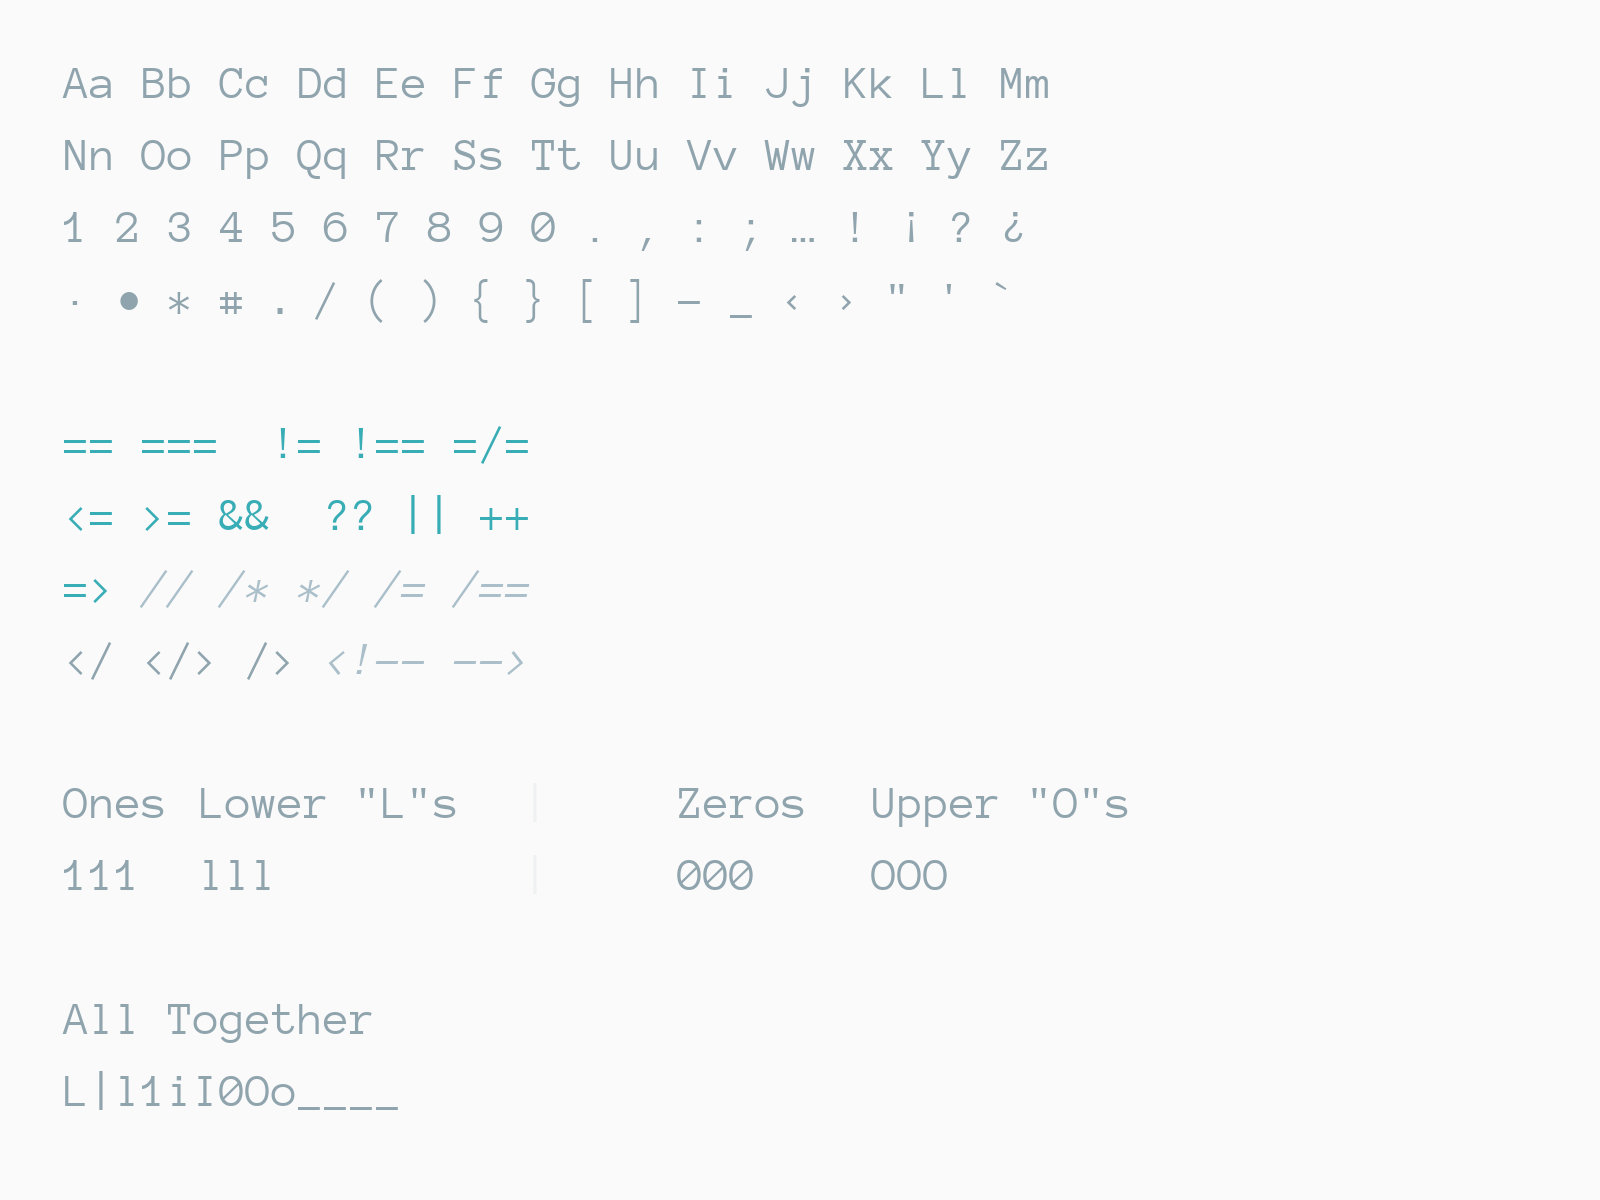 Aa Bb Cc Dd Ee Ff Gg Hh Ii Jj Kk Ll Mm
Nn Oo Pp Qq Rr Ss Tt Uu Vv Ww Xx Yy Zz
1 2 3 4 5 6 7 8 9 0 . , : ; … ! ¡ ? ¿
· • * # . / ( ) { } [ ] - _ ‹ › " ' `
== === != !== =/=
<= >= && ?? || ++
=> // /* */ /= /==
</ </> /> <!-- -->
Ones Lower "L"s | Zeros Upper "O"s
111 lll | 000 OOO
All Together
L|l1iI0Oo____